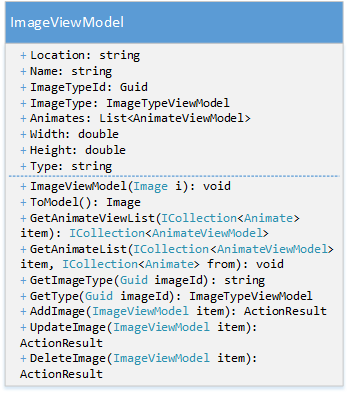 ImageViewModel
+ Location: string
+ Name: string
+ ImageTypeId: Guid
+ ImageType: ImageTypeViewModel
+ Animates: List<AnimateViewModel>
+ Width: double
+ Height: double
+ Type: string
+ ImageViewModel(Image i): void
+ ToModel(): Image
+ GetAnimateViewList(ICollection<Animate>
item): ICollection<AnimateViewModel>
+ GetAnimateList(ICollection<AnimateViewModel>
item, ICollection<Animate> from): void
+ GetImageType(Guid imageId): string
+ GetType(Guid imageId): ImageTypeViewModel
+ AddImage(ImageViewModel item): ActionResult
+ UpdateImage(ImageViewModel item):
ActionResult
+ DeleteImage(ImageViewModel item):
ActionResult